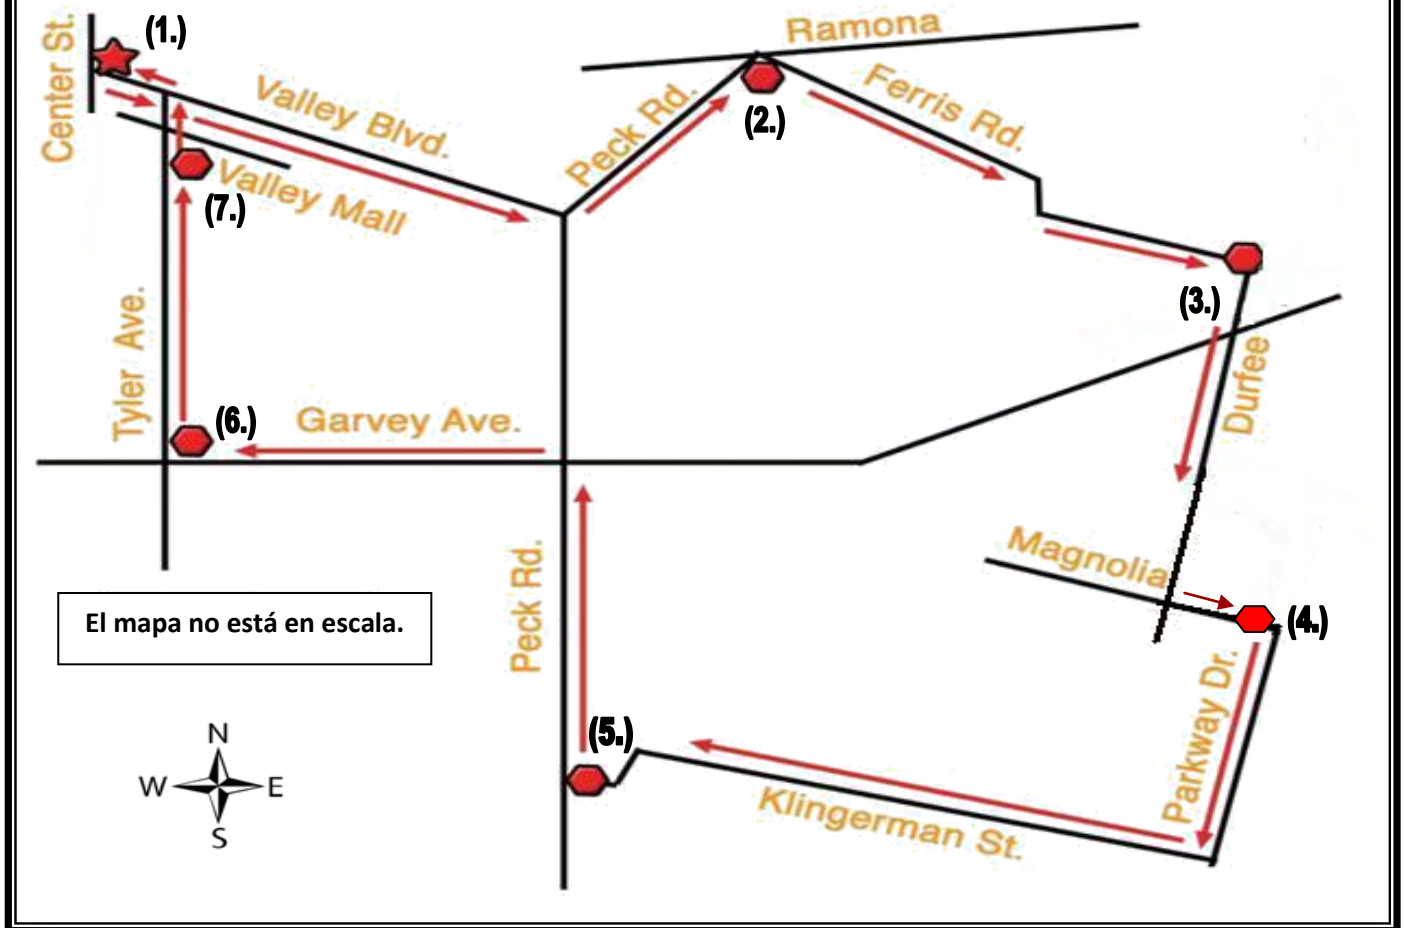 Center St.
(1.)
Valley Blvd.
Valley Mall
(7.)
Peck Rd.
Ramona
(2.)
Ferris Rd.
(3.)
Durfee
Tyler Ave.
(6.)
Garvey Ave.
Magnolia
(4.)
Parkway Dr.
Peck Rd.
(5.)
Klingerman St.
El mapa no está en escala.
N
W E
S